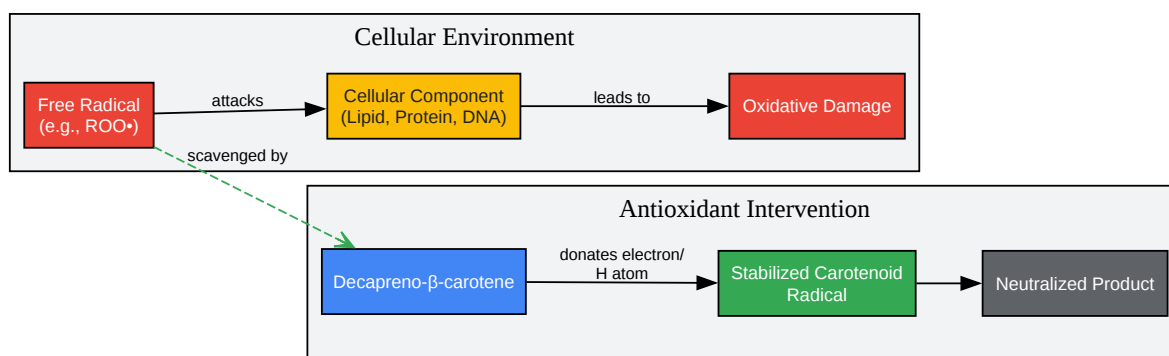 Cellular Environment
Free Radical
(e.g., ROO•)
attacks
Cellular Component
(Lipid, Protein, DNA)
leads to
Oxidative Damage
scavenged by
Antioxidant Intervention
Decapreno-β-carotene
donates electron/
H atom
Stabilized Carotenoid
Radical
Neutralized Product